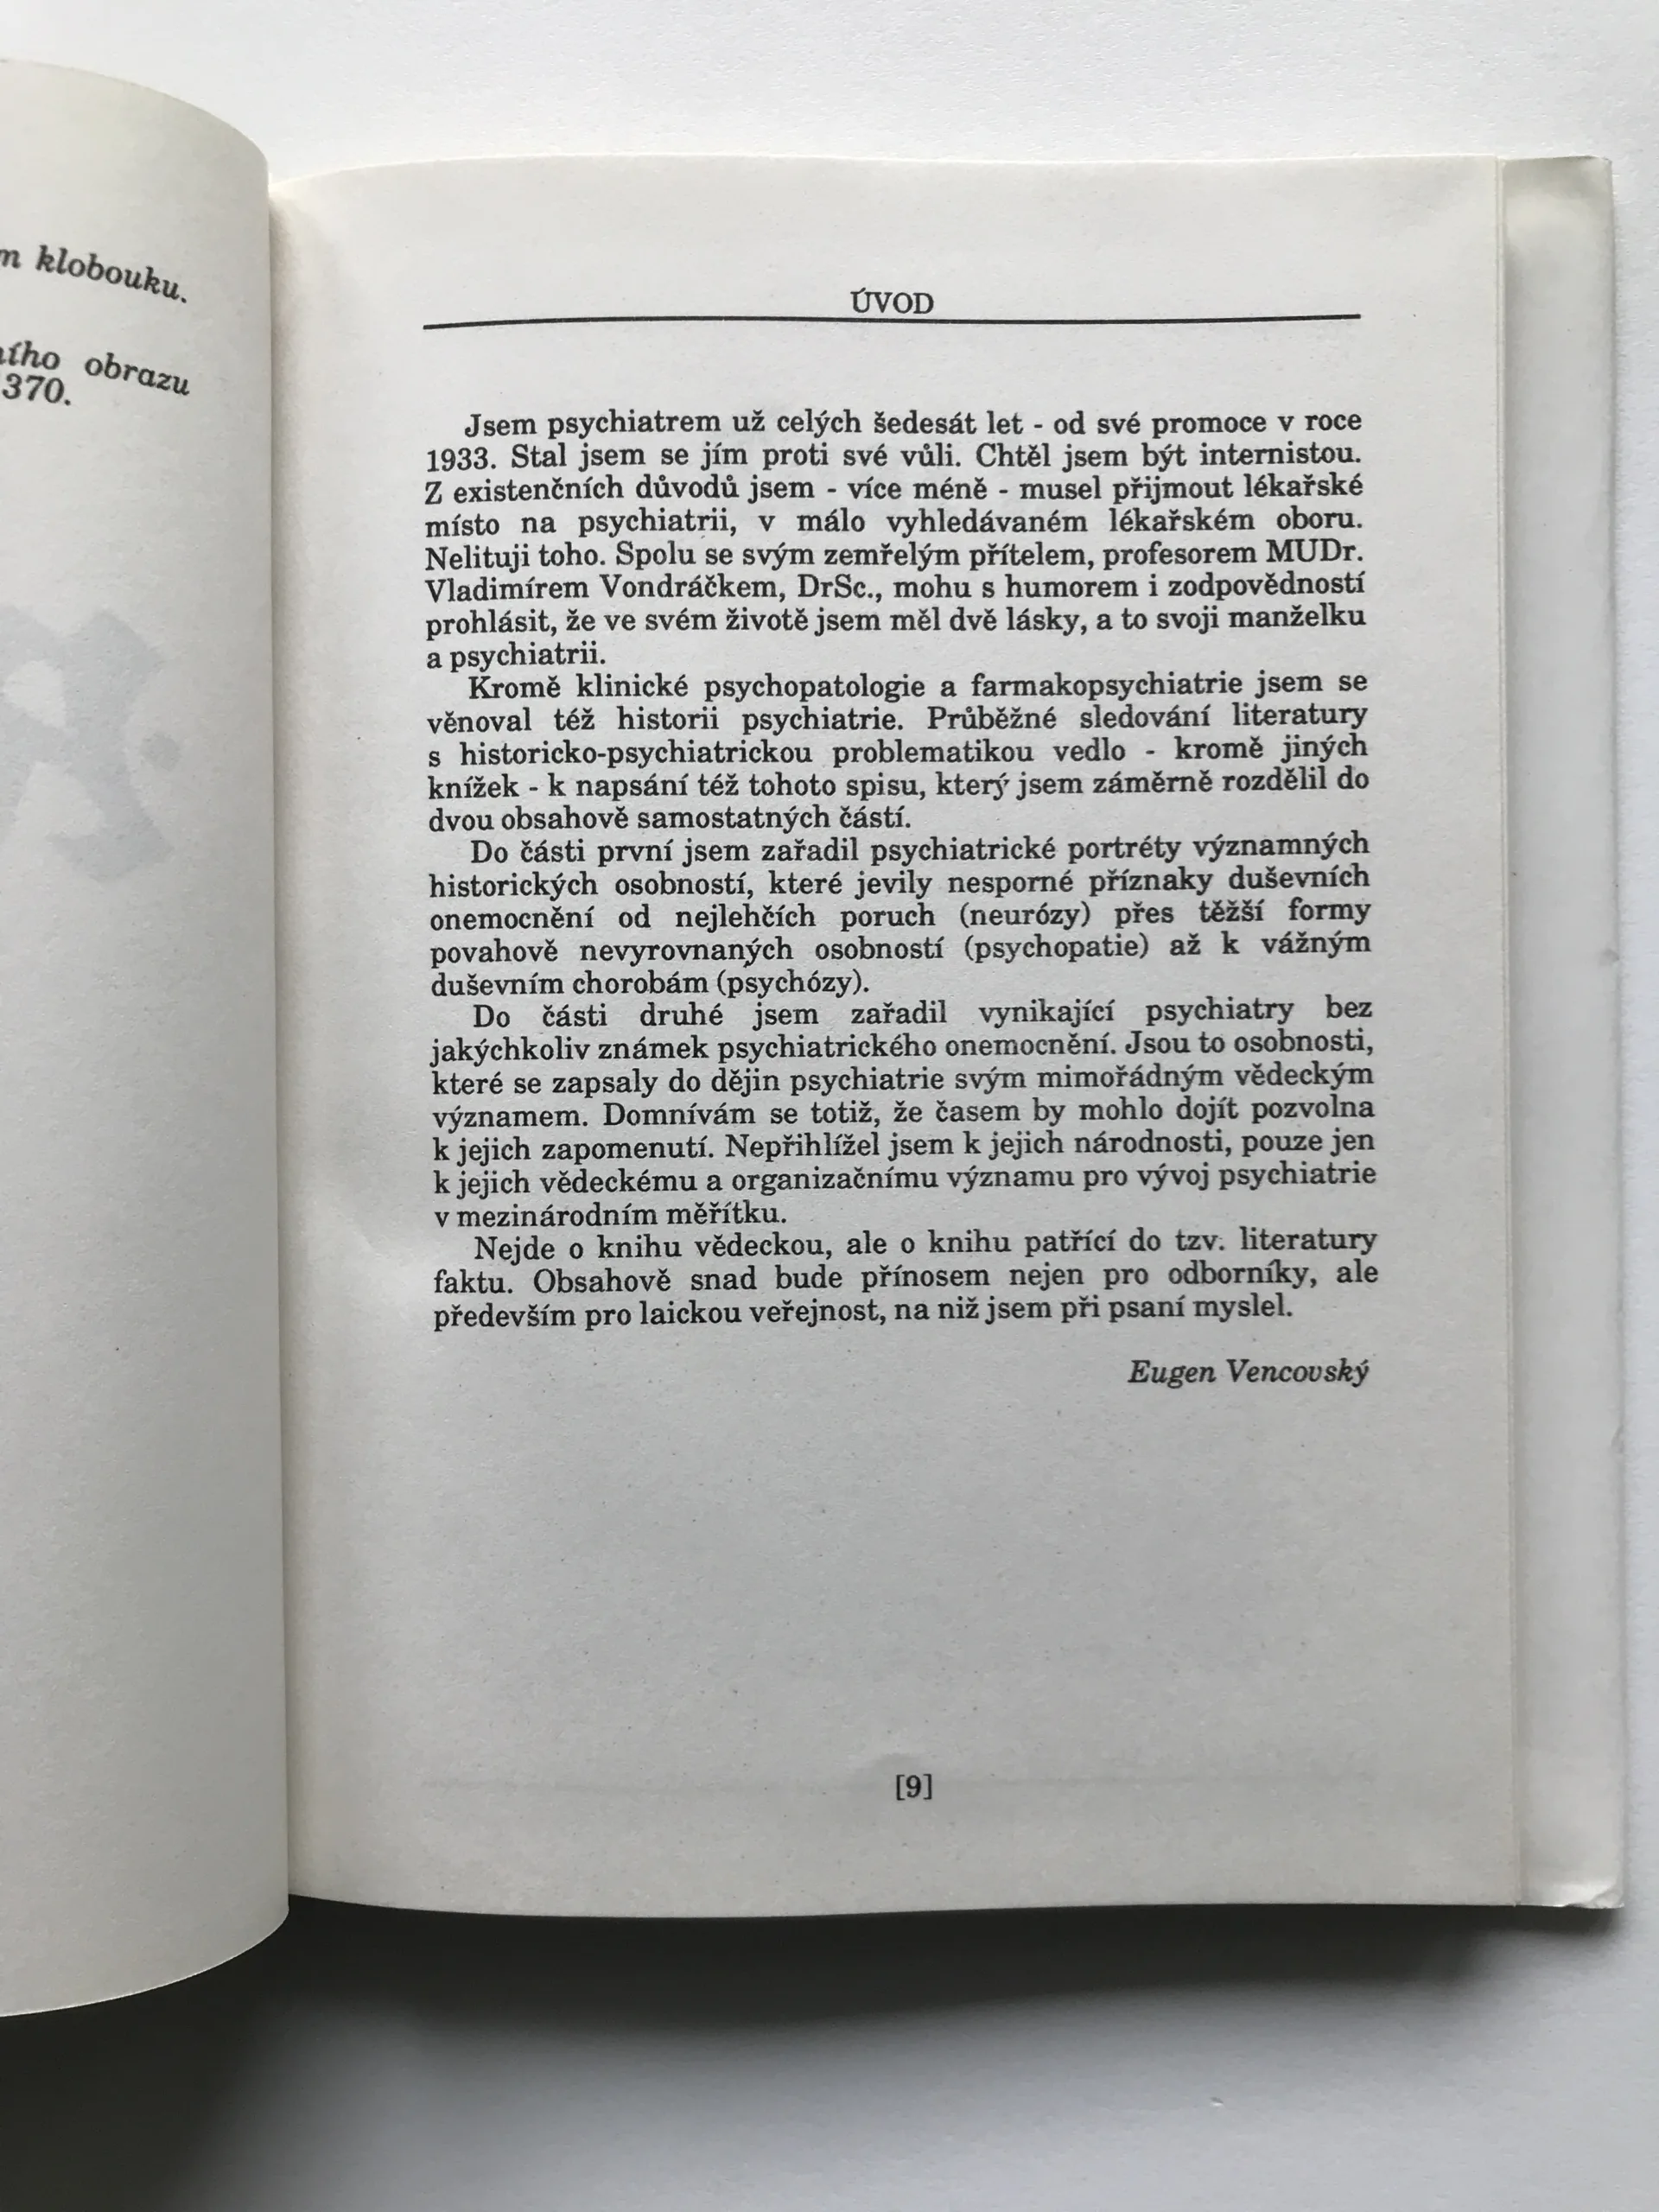 klobouku.
obrazu
370.
ÚVOD
Jsem psychiatrem už celých šedesát let - od své promoce v roce
1933. Stal jsem se jím proti své vůli. Chtěl jsem být internistou.
Z existenčních důvodů jsem - více méně - musel přijmout lékařské
místo na psychiatrii, v málo vyhledávaném lékařském oboru.
Nelituji toho. Spolu se svým zemřelým přítelem, profesorem MUDr.
Vladimírem Vondráčkem, DrSc., mohu s humorem i zodpovědností
prohlásit, že ve svém životě jsem měl dvě lásky, a to svoji manželku
a psychiatrii.
Kromě klinické psychopatologie a farmakopsychiatrie jsem se
věnoval též historii psychiatrie. Průběžné sledování literatury
s historicko-psychiatrickou problematikou vedlo - kromě jiných
knížek - k napsání též tohoto spisu, který jsem záměrně rozdělil do
dvou obsahově samostatných částí.
Do části první jsem zařadil psychiatrické portréty významných
historických osobností, které jevily nesporné příznaky duševních
onemocnění od nejlehčích poruch (neurózy) přes těžší formy
povahově nevyrovnaných osobností (psychopatie) až k vážným
duševním chorobám (psychózy).
Do části druhé jsem zařadil vynikající psychiatry bez
jakýchkoliv známek psychiatrického onemocnění. Jsou to osobnosti,
které se zapsaly do dějin psychiatrie svým mimořádným vědeckým
významem. Domnívám se totiž, že časem by mohlo dojít pozvolna
k jejich zapomenutí. Nepřihlížel jsem k jejich národnosti, pouze jen
k jejich vědeckému a organizačnímu významu pro vývoj psychiatrie
v mezinárodním měřítku.
Nejde o knihu vědeckou, ale o knihu patřící do tzv. literatury
faktu. Obsahově snad bude přínosem nejen pro odborníky, ale
především pro laickou veřejnost, na niž jsem při psaní myslel.
Eugen Vencovský
[9]